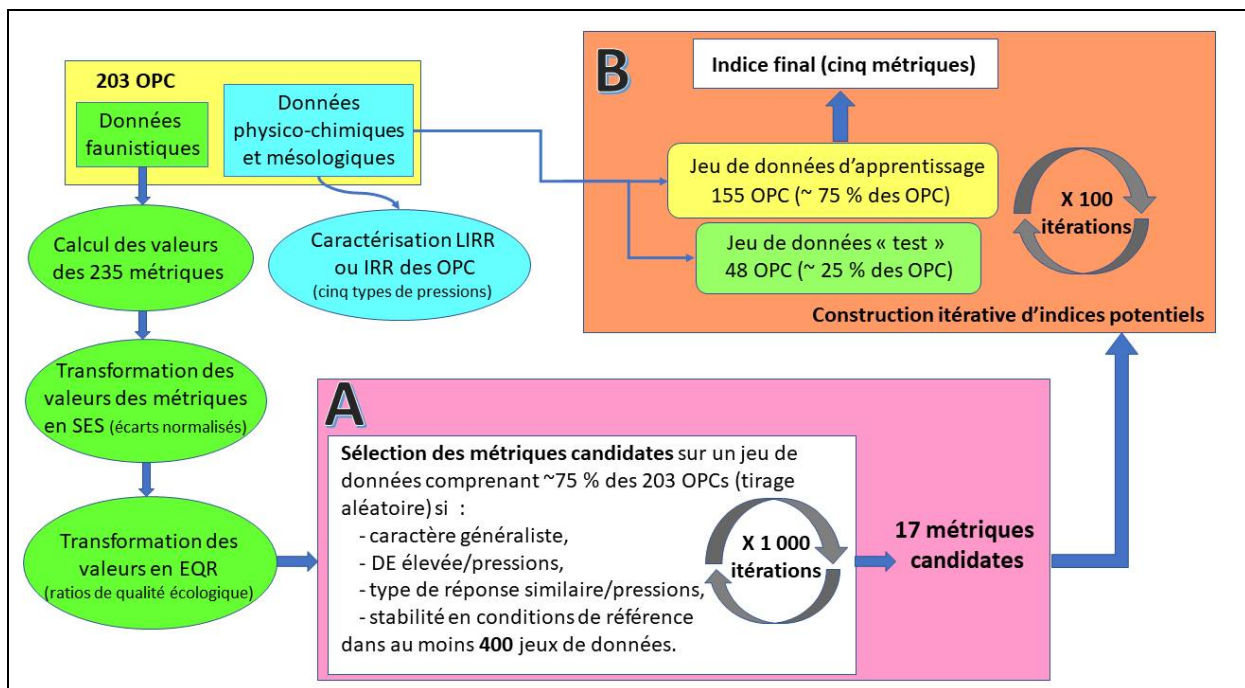 203 OPC
Données
faunistiques
Données
physico-chimiques
et mésologiques
Calcul des valeurs
des 235 métriques
Caractérisation LIRR
ou IRR des OPC
(cinq types de pressions)
Transformation des
valeurs des métriques
en SES (écarts normalisés)
Transformation des
valeurs en EQR
(ratios de qualité écologique)
A
Sélection des métriques candidates sur un jeu de
données comprenant ~75 % des 203 OPCs (tirage
aléatoire) si :
- caractère généraliste,
- DE élevée/pressions,
- type de réponse similaire/pressions,
- stabilité en conditions de référence
dans au moins 400 jeux de données.
X 1 000
itérations
17 métriques
candidates
B
Indice final (cinq métriques)
Jeu de données d'apprentissage
155 OPC (~ 75 % des OPC)
Jeu de données « test »
48 OPC (~ 25 % des OPC)
X 100
itérations
Construction itérative d'indices potentiels